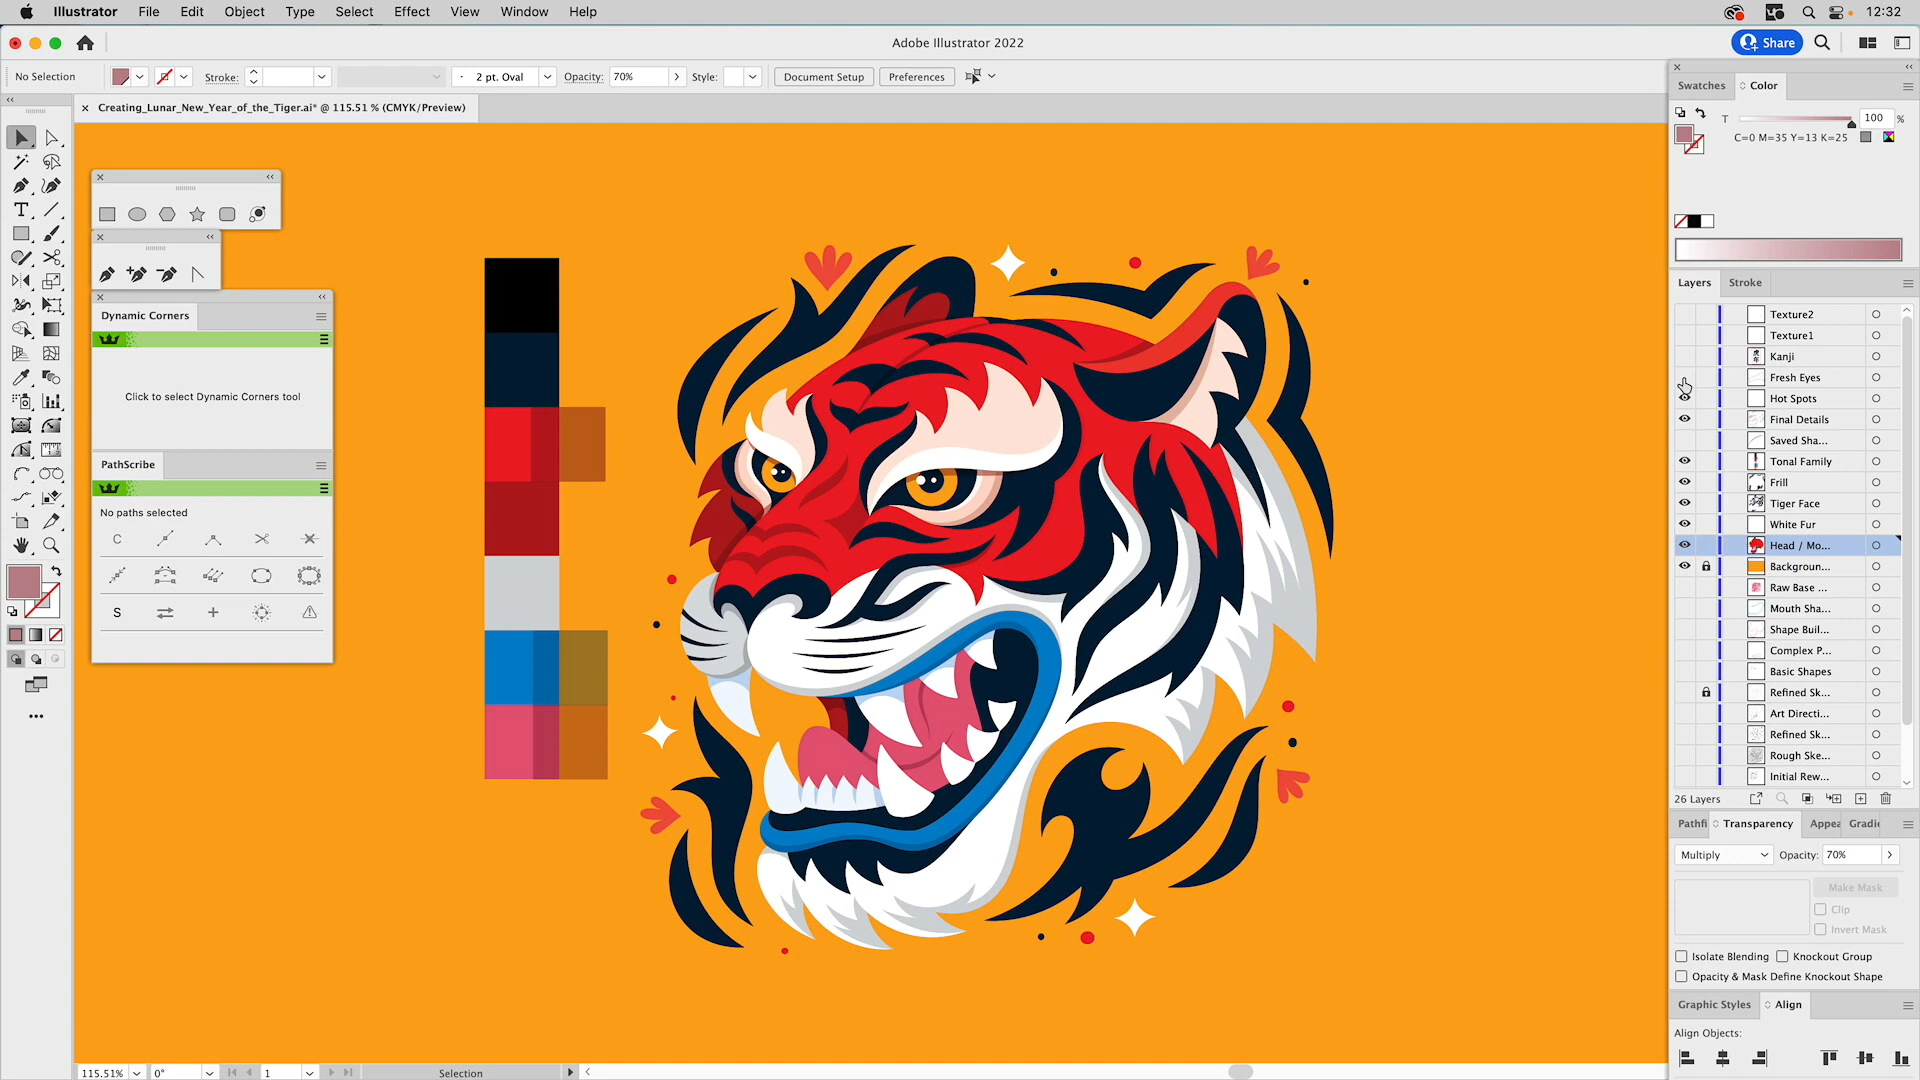 Illustrator File Edit Object Type Select Effect View Window Help 12:32
Adobe Illustrator 2022
Share
No Selection Stroke: 2 pt. Oval Opacity: 70% Style: Document Setup Preferences
Creating_Lunar_New_Year_of_the_Tiger.ai* @ 115.51 % (CMYK/Preview)
Dynamic Corners
Click to select Dynamic Corners tool
PathScribe
No paths selected
C
S
Swatches Color
T 100 %
C=0 M=35 Y=13 K=25
Layers Stroke
Texture2
Texture1
Kanji
Fresh Eyes
Hot Spots
Final Details
Saved Sha...
Tonal Family
Frill
Tiger Face
White Fur
Head / Mo...
Backgroun...
Raw Base ...
Mouth Sha...
Shape Buil...
Complex P...
Basic Shapes
Refined Sk...
Art Directi...
Refined Sk...
Rough Ske...
Initial Rew...
26 Layers
Pathfi Transparency Appea Gradi
Multiply Opacity: 70%
Make Mask
Clip
Invert Mask
Isolate Blending Knockout Group
Opacity & Mask Define Knockout Shape
Graphic Styles Align
Align Objects:
115.51% 0° 1 Selection